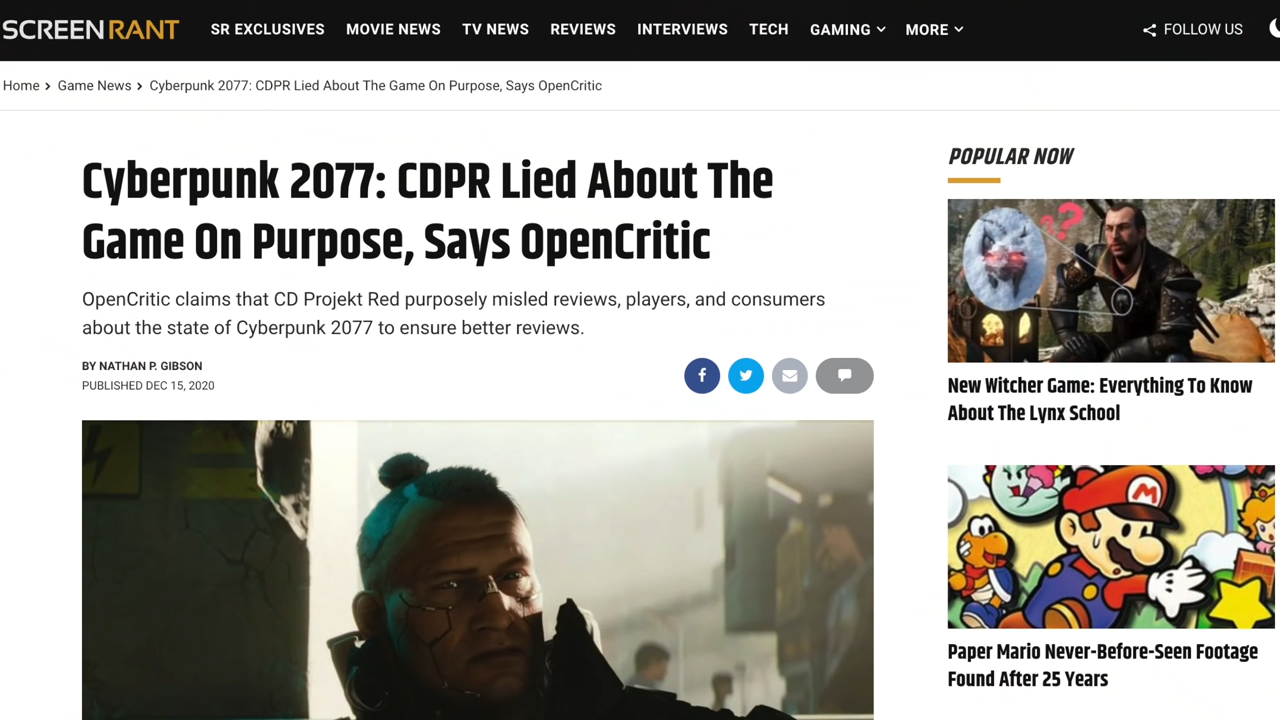 SCREENRANT SR EXCLUSIVES MOVIE NEWS TV NEWS REVIEWS INTERVIEWS TECH GAMING MORE FOLLOW US
Home > Game News > Cyberpunk 2077: CDPR Lied About The Game On Purpose, Says OpenCritic
Cyberpunk 2077: CDPR Lied About The
Game On Purpose, Says OpenCritic
OpenCritic claims that CD Projekt Red purposely misled reviews, players, and consumers
about the state of Cyberpunk 2077 to ensure better reviews.
BY NATHAN P. GIBSON
PUBLISHED DEC 15, 2020
POPULAR NOW
??
New Witcher Game: Everything To Know
About The Lynx School
M
Paper Mario Never-Before-Seen Footage
Found After 25 Years